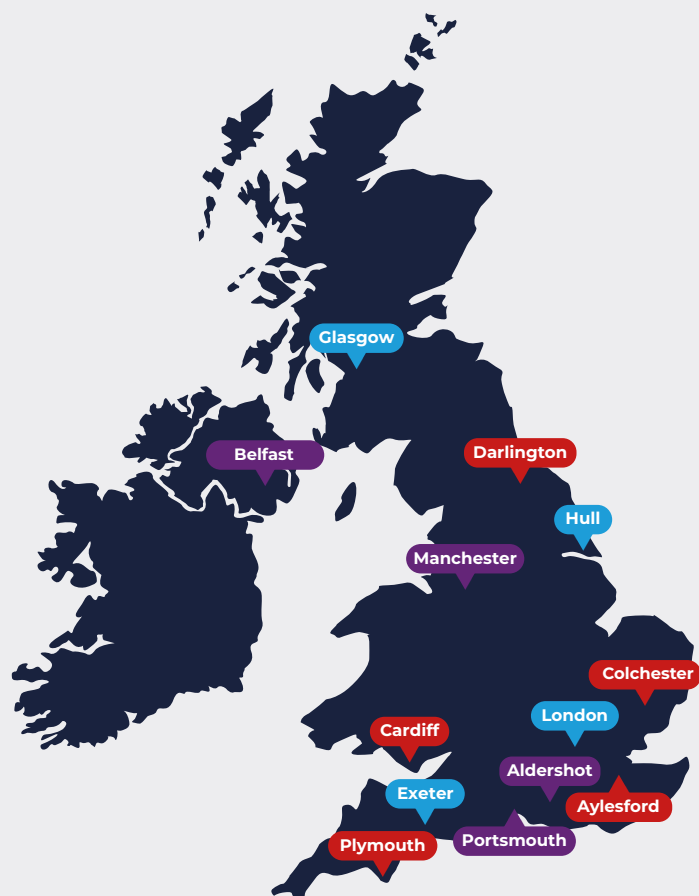 Glasgow
Belfast
Darlington
Hull
Manchester
Colchester
London
Cardiff
Aldershot
Exeter
Aylesford
Portsmouth
Plymouth